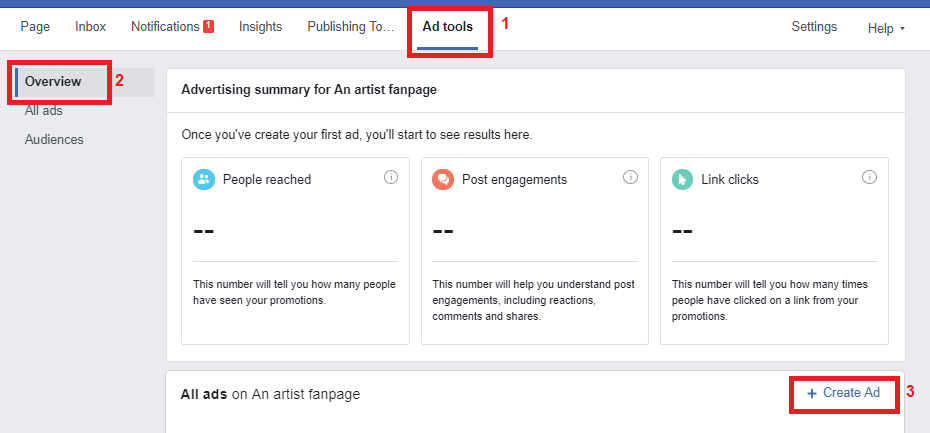 Page Inbox Notifications 1 Insights Publishing To… Ad tools 1 Settings Help
Overview 2
All ads
Audiences
Advertising summary for An artist fanpage
Once you've create your first ad, you'll start to see results here.
People reached
--
This number will tell you how many people
have seen your promotions.
Post engagements
--
This number will help you understand post
engagements, including reactions,
comments and shares.
Link clicks
--
This number will tell you how many times
people have clicked on a link from your
promotions.
All ads on An artist fanpage
+ Create Ad 3